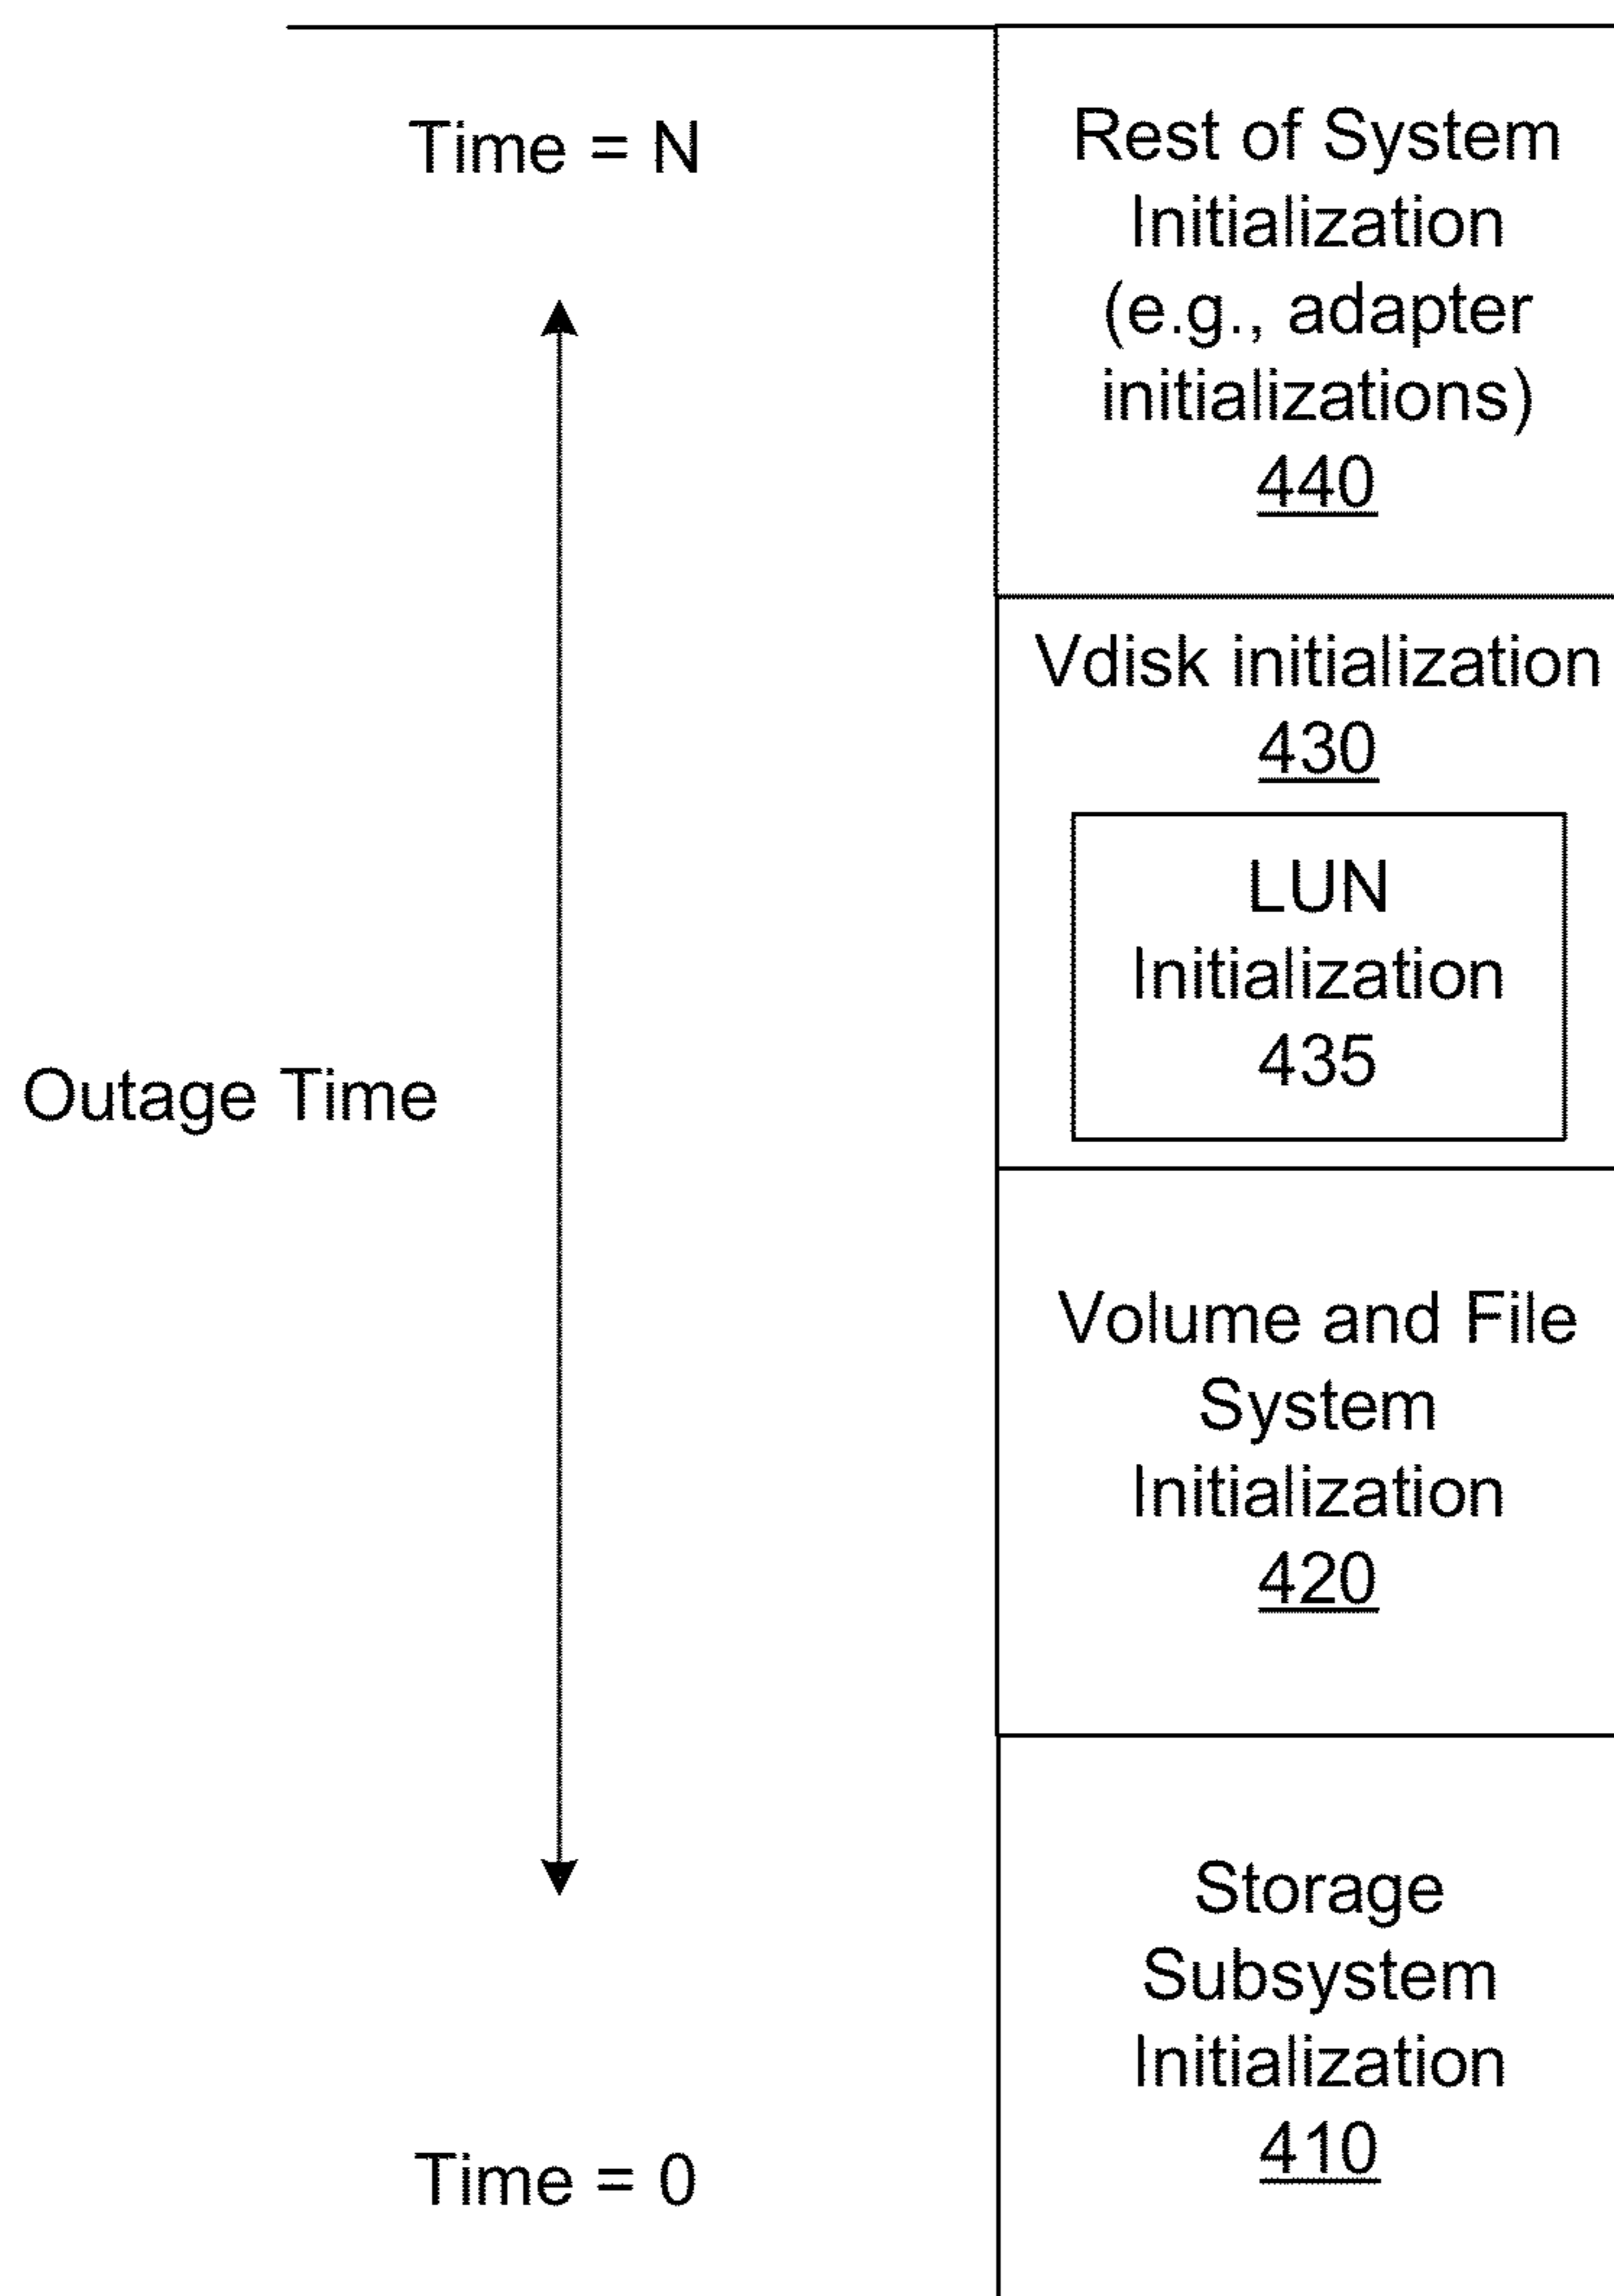 Time = N
Rest of System
Initialization
(e.g., adapter
initializations)
440
Vdisk initialization
430
LUN
Initialization
435
Outage Time
Volume and File
System
Initialization
420
Storage
Subsystem
Initialization
410
Time = 0